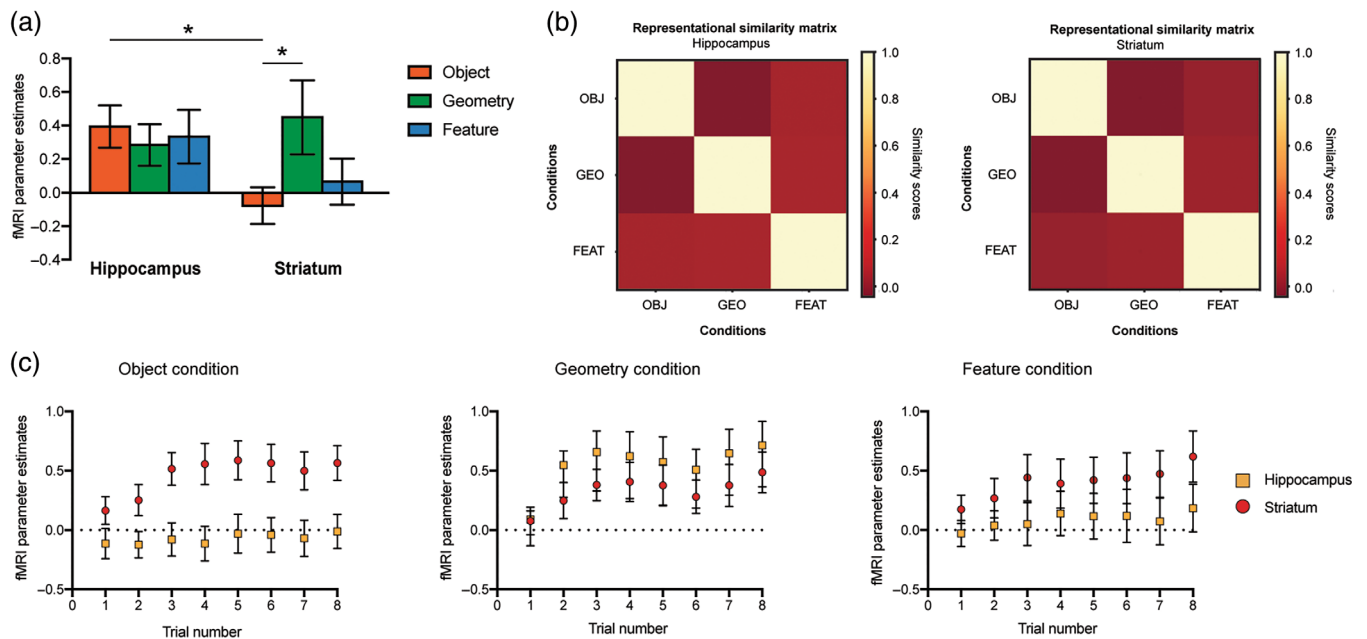 (a)
*
*
fMRI parameter estimates
0.8
0.6
0.4
0.2
0.0
−0.2
−0.4
Hippocampus
Striatum
Object
Geometry
Feature
(b)
Representational similarity matrix
Hippocampus
Conditions
OBJ
GEO
FEAT
OBJ GEO FEAT
Conditions
1.0
0.8
0.6
0.4
0.2
0.0
Similarity scores
Representational similarity matrix
Striatum
Conditions
OBJ
GEO
FEAT
OBJ GEO FEAT
Conditions
1.0
0.8
0.6
0.4
0.2
0.0
Similarity scores
(c)
Object condition
fMRI parameter estimates
1.0
0.5
0.0
−0.5
0 1 2 3 4 5 6 7 8
Trial number
Geometry condition
fMRI parameter estimates
1.0
0.5
0.0
−0.5
0 1 2 3 4 5 6 7 8
Trial number
Feature condition
fMRI parameter estimates
1.0
0.5
0.0
−0.5
0 1 2 3 4 5 6 7 8
Trial number
Hippocampus
Striatum